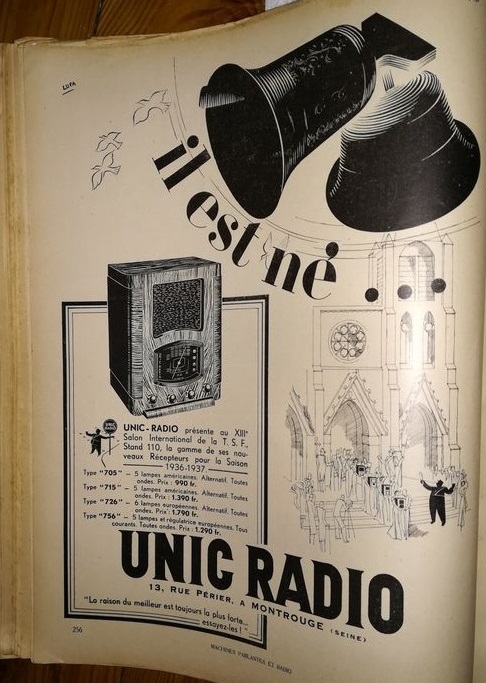 LUPA
il est né . . .
UNIC-RADIO présente au XIIIe
Salon International de la T. S. F.,
Stand 110, la gamme de ses nou-
veaux Récepteurs pour la Saison
1936-1937
Type "705" – 5 lampes américaines. Alternatif. Toutes
ondes. Prix : 990 fr.
Type "715" – 5 lampes américaines. Alternatif. Toutes
ondes. Prix : 1.390 fr.
Type "726" – 6 lampes européennes. Alternatif. Toutes
ondes. Prix : 1.790 fr.
Type "756" – 5 lampes et régulatrice européennes. Tous
courants. Toutes ondes. Prix : 1.290 fr.
UNIC RADIO
13, RUE PÉRIER, A MONTROUGE (SEINE)
"La raison du meilleur est toujours la plus forte...
essayez-les ! "
256
MACHINES PARLANTES ET RADIO